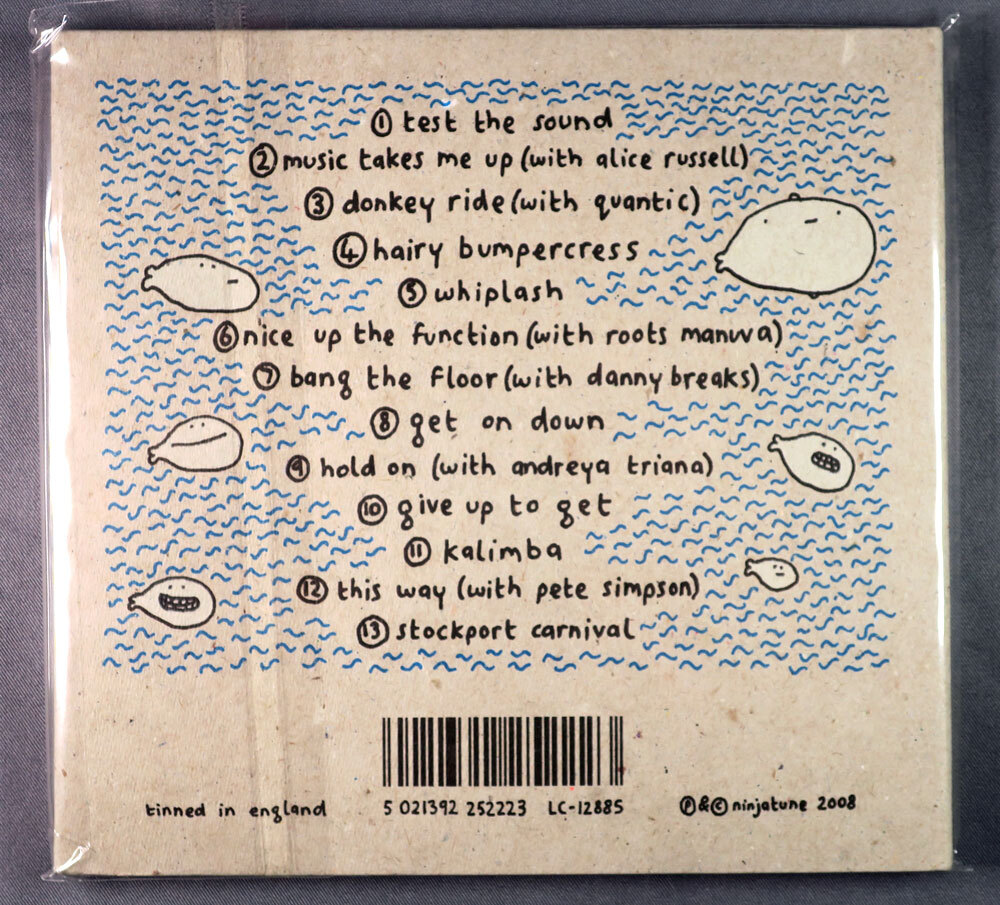 1 test the sound
2 music takes me up (with alice russell)
3 donkey ride (with quantic)
4 hairy bumpercress
5 whiplash
6 nice up the function (with roots manuva)
7 bang the floor (with danny breaks)
8 get on down
9 hold on (with andreya triana)
10 give up to get
11 kalimba
12 this way (with pete simpson)
13 stockport carnival
tinned in england 5 021392 252223 LC-12885 ℗&© ninjatune 2008